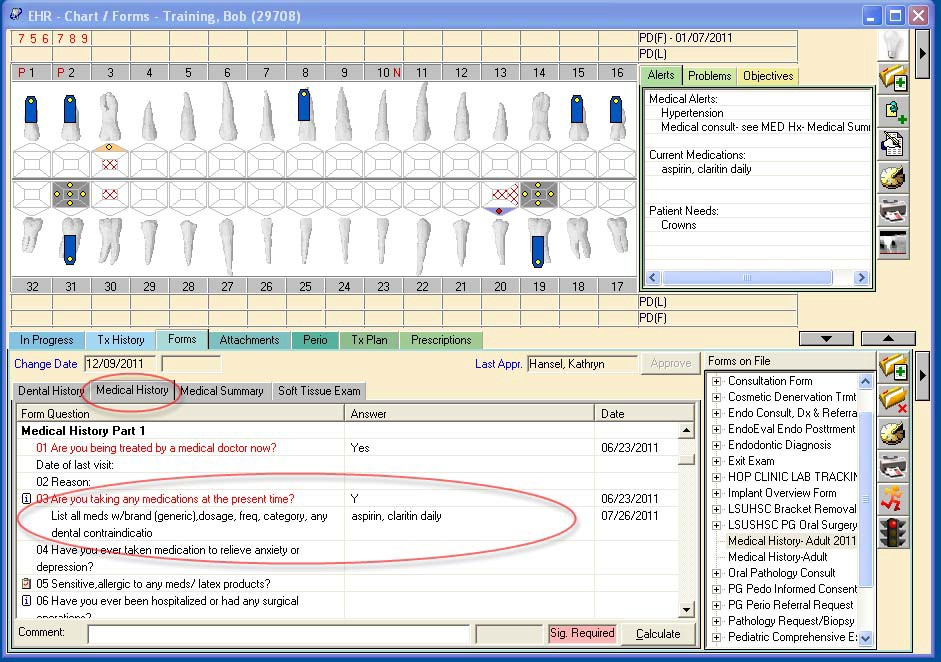 EHR - Chart / Forms - Training, Bob (29708)
7 5 6 7 8 9
PD(F) - 01/07/2011
PD(L)
P 1 P 2 3 4 5 6 7 8 9 10 N 11 12 13 14 15 16
Alerts Problems Objectives
Medical Alerts:
Hypertension
Medical consult- see MED Hx- Medical Sum
Current Medications:
aspirin, claritin daily
Patient Needs:
Crowns
32 31 30 29 28 27 26 25 24 23 22 21 20 19 18 17
PD(L)
PD(F)
In Progress Tx History Forms Attachments Perio Tx Plan Prescriptions
Change Date 12/09/2011 Last Appr. Hansel, Kathryn Approve
Forms on File
Dental History Medical History Medical Summary Soft Tissue Exam
Form Question Answer Date
Medical History Part 1
01 Are you being treated by a medical doctor now? Yes 06/23/2011
Date of last visit:
02 Reason:
03 Are you taking any medications at the present time? Y 06/23/2011
List all meds w/brand (generic),dosage, freq, category, any aspirin, claritin daily 07/26/2011
dental contraindicatio
04 Have you ever taken medication to relieve anxiety or
depression?
05 Sensitive,allergic to any meds/ latex products?
06 Have you ever been hospitalized or had any surgical
operations?
Comment: Sig. Required Calculate
Consultation Form
Cosmetic Denervation Trmt
Endo Consult, Dx & Referra
EndoEval Endo Posttrment
Endodontic Diagnosis
Exit Exam
HOP CLINIC LAB TRACKIN
Implant Overview Form
LSUHSC Bracket Removal
LSUSHSC PG Oral Surgery
Medical History- Adult 2011
Medical History-Adult
Oral Pathology Consult
PG Pedo Informed Consent
PG Perio Referral Request
Pathology Request/Biopsy
Pediatric Comprehensive E